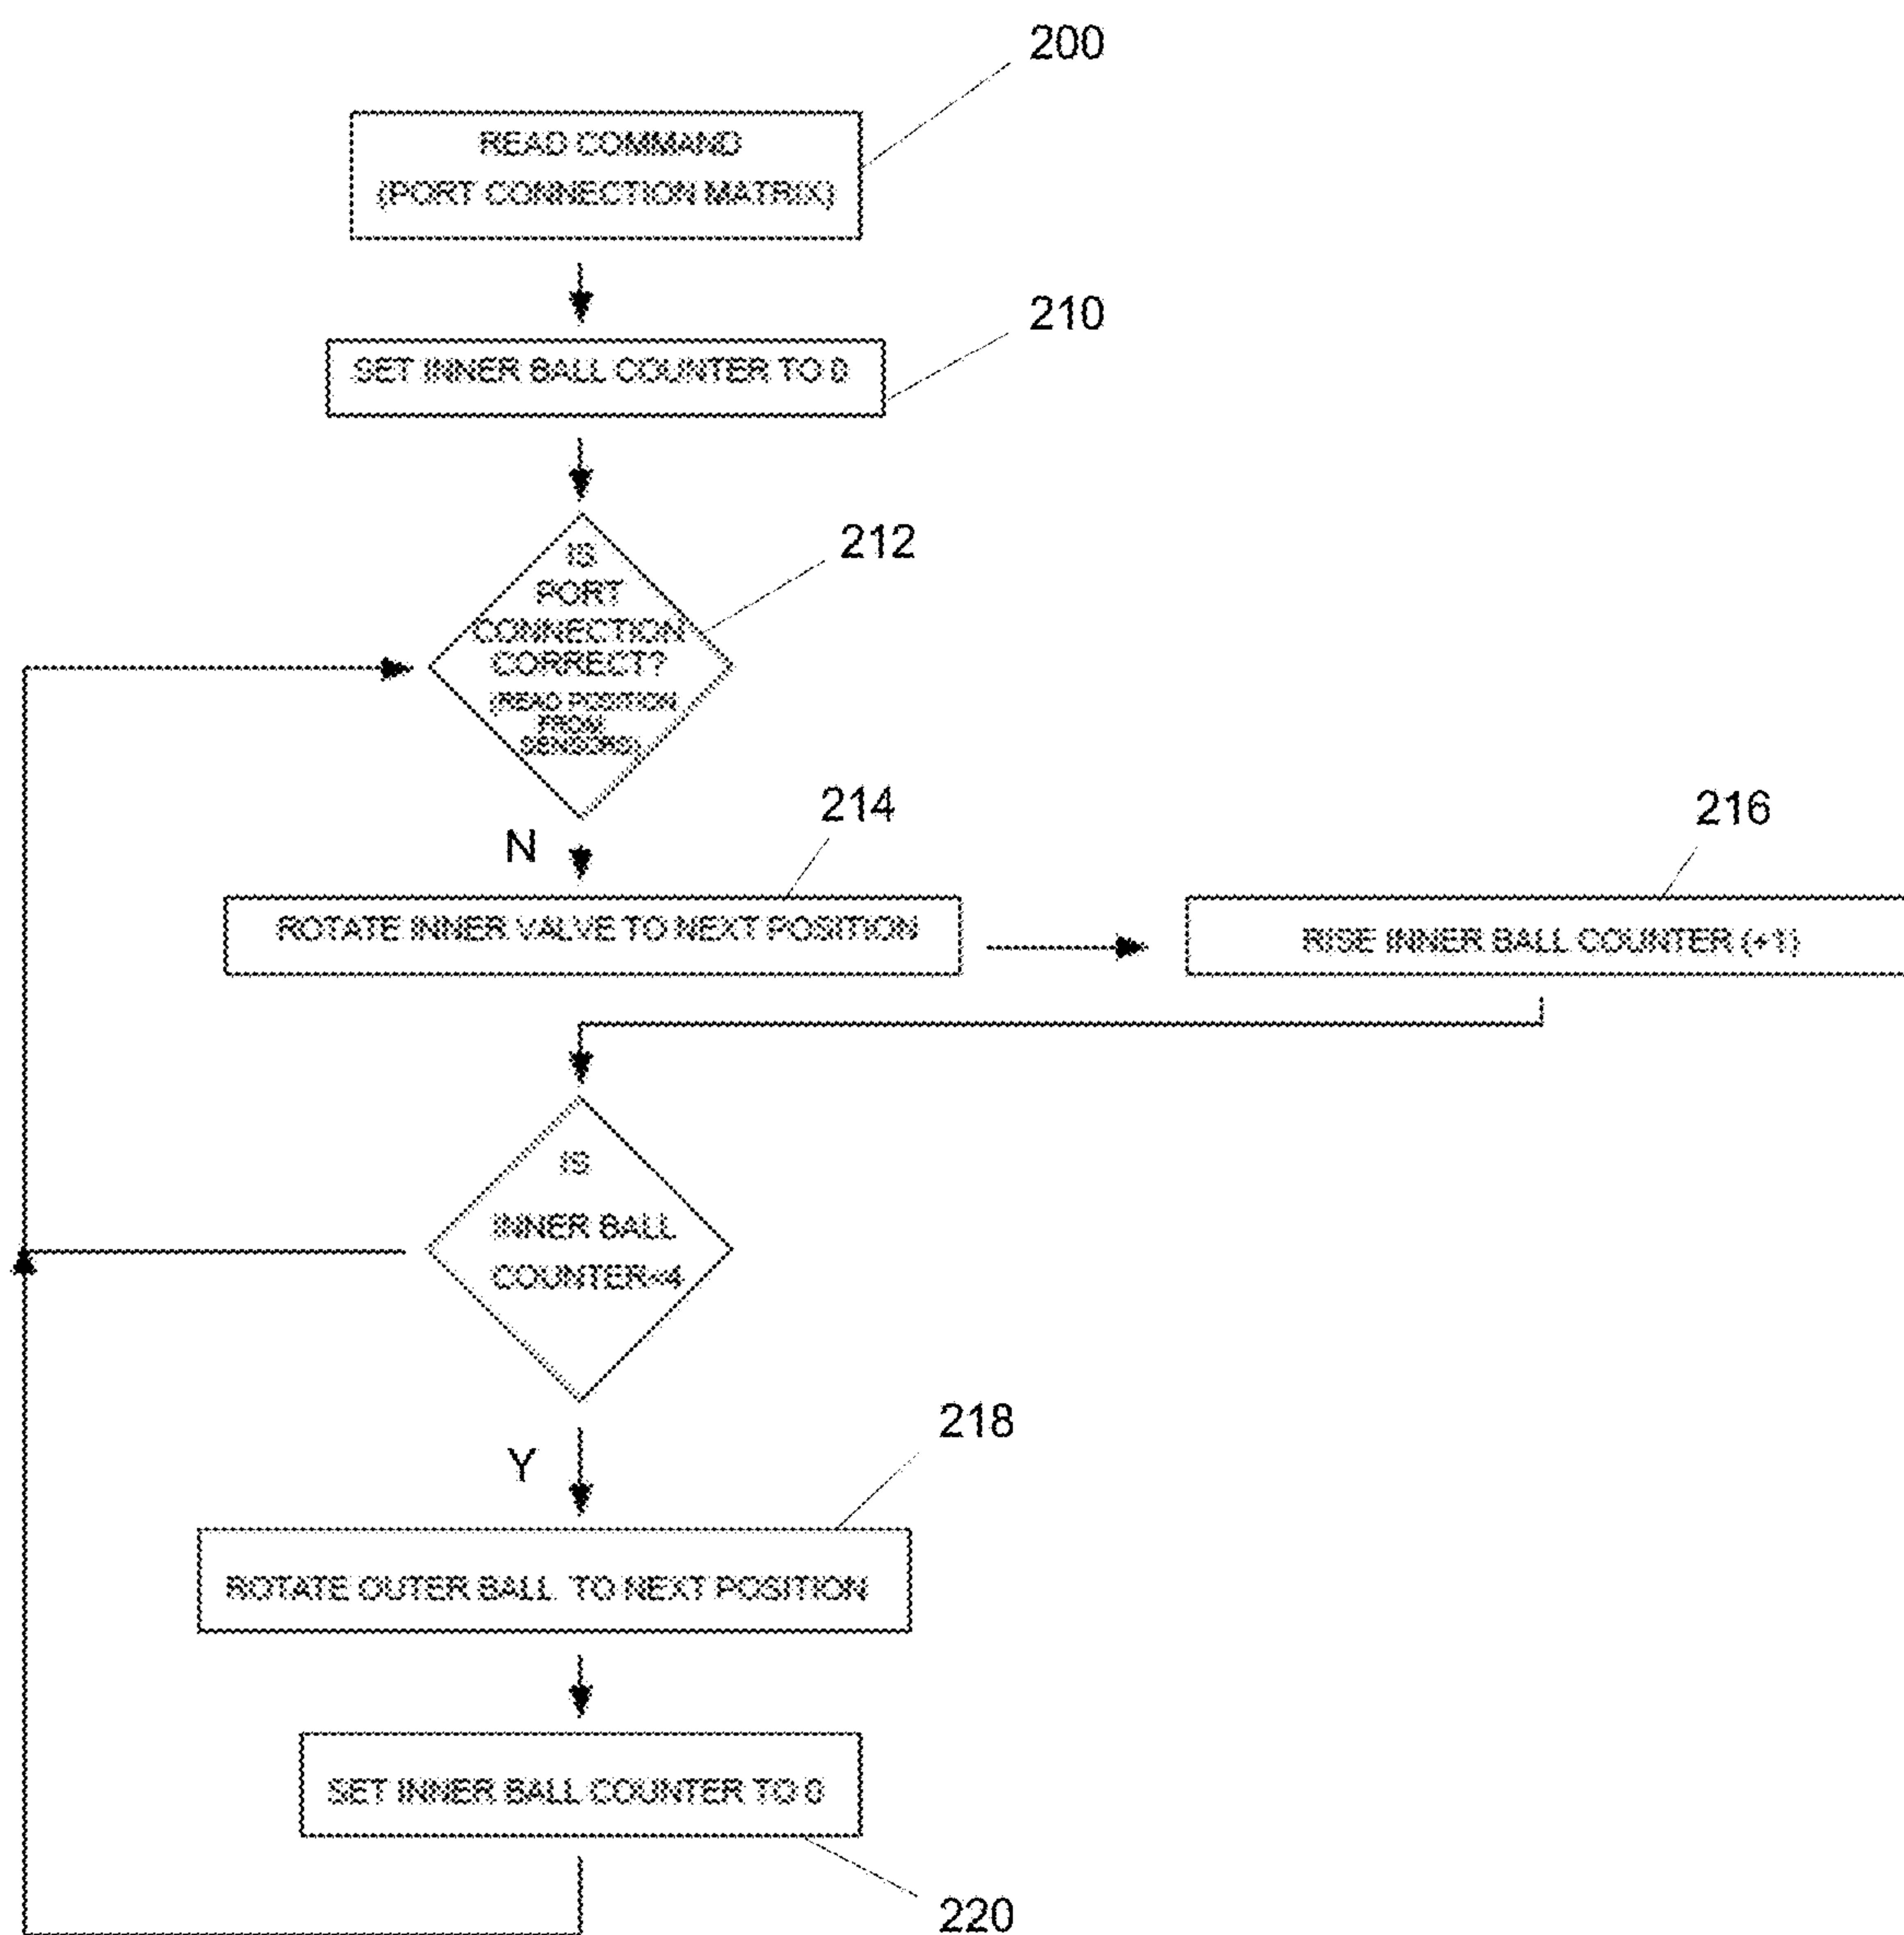 200
READ COMMAND
(PORT CONNECTION MATRIX)
210
SET INNER BALL COUNTER TO 0
212
IS
PORT
CONNECTION
CORRECT?
(READ POSITION
FROM
SENSORS)
N
214
216
ROTATE INNER VALVE TO NEXT POSITION
RISE INNER BALL COUNTER (+1)
IS
INNER BALL
COUNTER=4
Y
218
ROTATE OUTER BALL TO NEXT POSITION
SET INNER BALL COUNTER TO 0
220